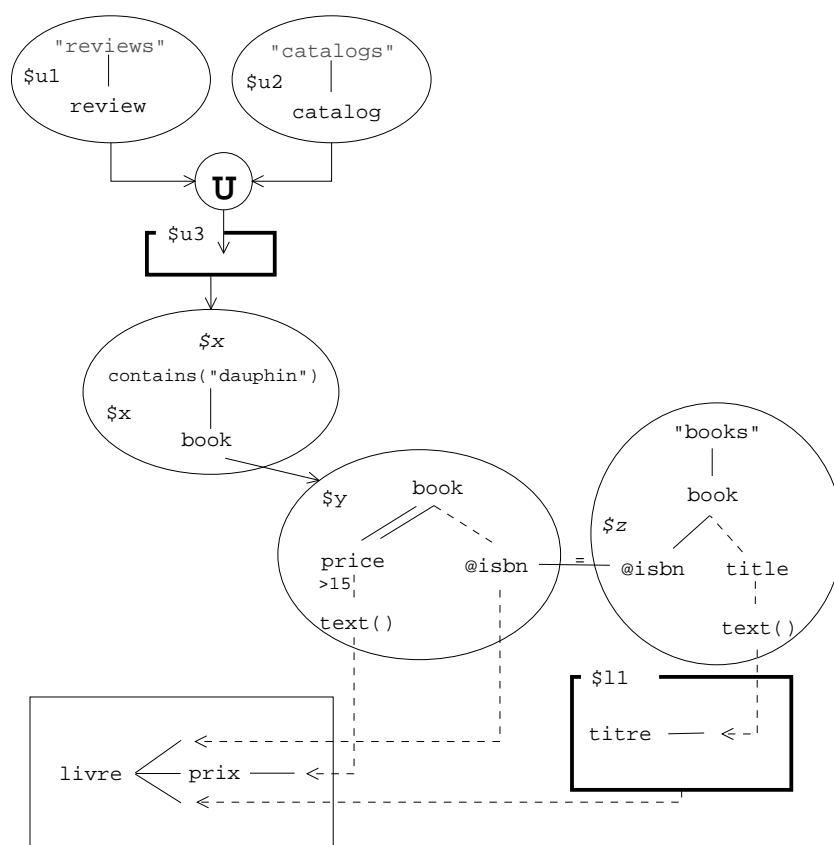 "reviews"
$u1
review
"catalogs"
$u2
catalog
U
$u3
$x
contains("dauphin")
$x
book
$y
book
price
>15
@isbn
text()
=
"books"
book
$z
@isbn
title
text()
$l1
titre
livre
prix